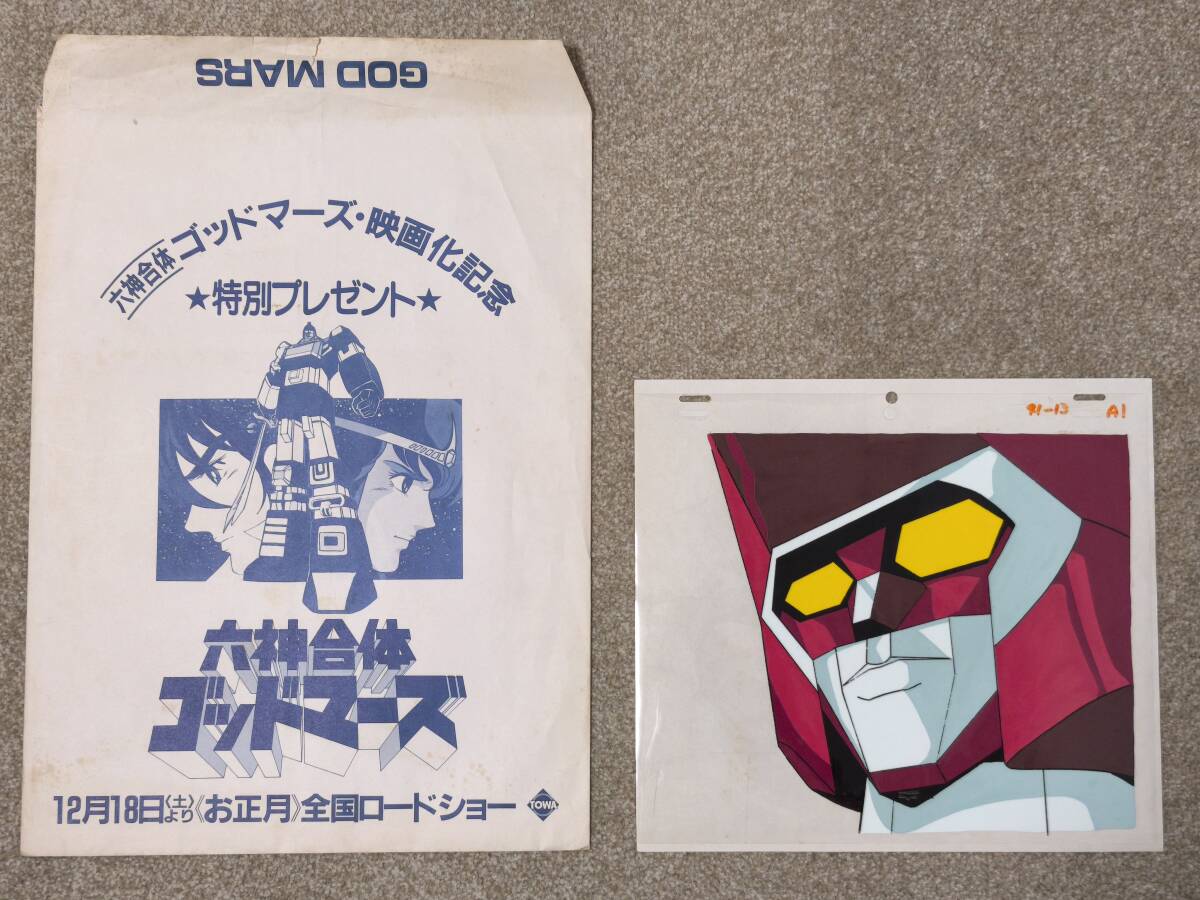 GOD MARS
六神合体ゴッドマーズ・映画化記念
★特別プレゼント★
六神合体
ゴッドマーズ
12月18日〈土〉より《お正月》全国ロードショー TOWA
91-13 A1